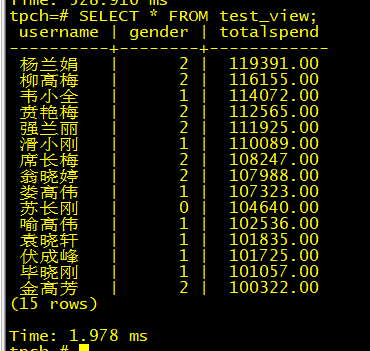 Time: 528.916 ms
tpch=# SELECT * FROM test_view;
 username | gender | totalspend
----------+--------+------------
 杨兰娟 | 2 | 119391.00
 柳高梅 | 2 | 116155.00
 韦小全 | 1 | 114072.00
 贲艳梅 | 2 | 112565.00
 强兰丽 | 2 | 111925.00
 滑小刚 | 1 | 110089.00
 席长梅 | 2 | 108247.00
 翁晓婷 | 2 | 107988.00
 娄高伟 | 1 | 107323.00
 苏长刚 | 0 | 104640.00
 喻高伟 | 1 | 102536.00
 袁晓轩 | 1 | 101835.00
 伏成峰 | 1 | 101725.00
 毕晓刚 | 1 | 101057.00
 金高芳 | 2 | 100322.00
(15 rows)
Time: 1.978 ms
tpch=#